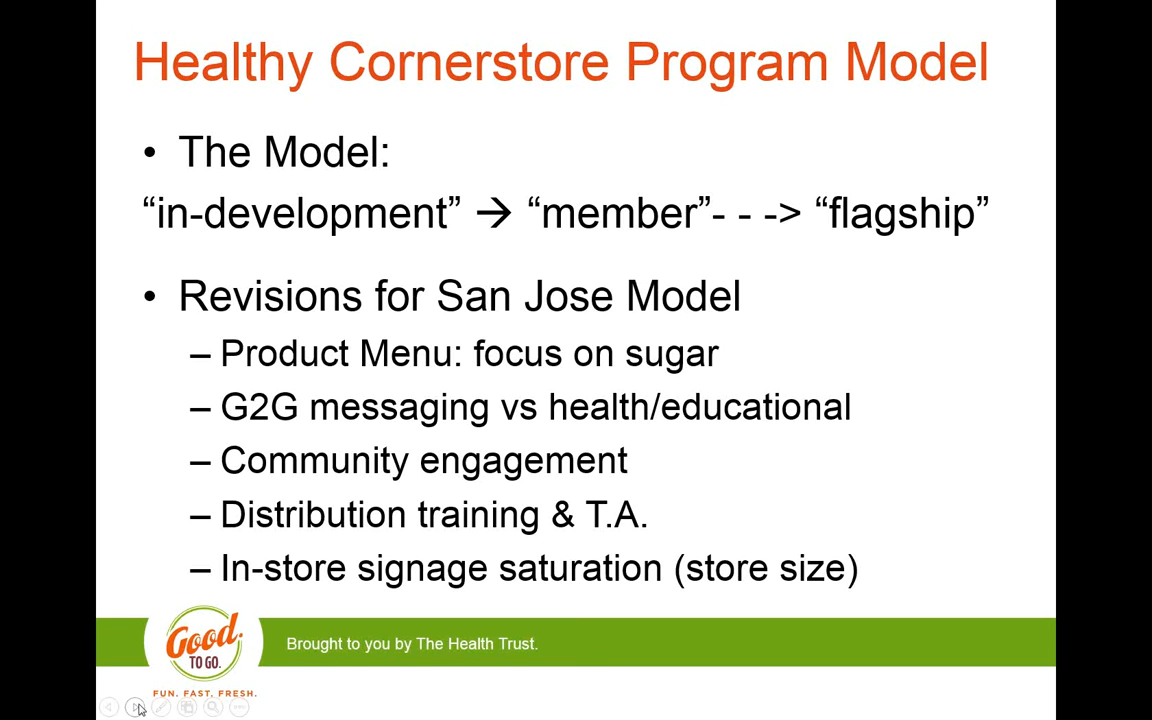 Healthy Cornerstore Program Model
• The Model:
“in-development” → “member”- - -> “flagship”
• Revisions for San Jose Model
– Product Menu: focus on sugar
– G2G messaging vs health/educational
– Community engagement
– Distribution training & T.A.
– In-store signage saturation (store size)
Good.
TO GO.
FUN. FAST. FRESH.
Brought to you by The Health Trust.